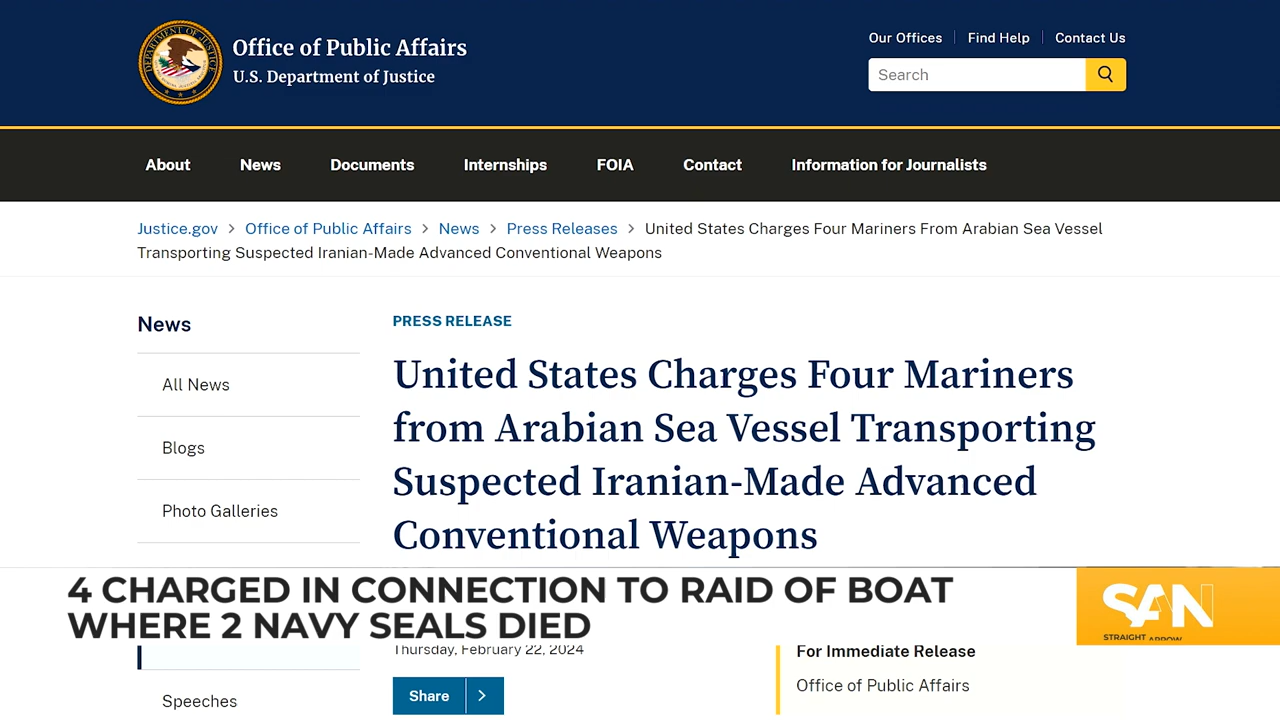 Office of Public Affairs
U.S. Department of Justice
Our Offices
Find Help
Contact Us
Search
About
News
Documents
Internships
FOIA
Contact
Information for Journalists
Justice.gov > Office of Public Affairs > News > Press Releases > United States Charges Four Mariners From Arabian Sea Vessel
Transporting Suspected Iranian-Made Advanced Conventional Weapons
News
All News
Blogs
Photo Galleries
PRESS RELEASE
United States Charges Four Mariners
from Arabian Sea Vessel Transporting
Suspected Iranian-Made Advanced
Conventional Weapons
4 CHARGED IN CONNECTION TO RAID OF BOAT
WHERE 2 NAVY SEALS DIED
SAN
STRAIGHT ARROW
Thursday, February 22, 2024
Share
For Immediate Release
Office of Public Affairs
Speeches